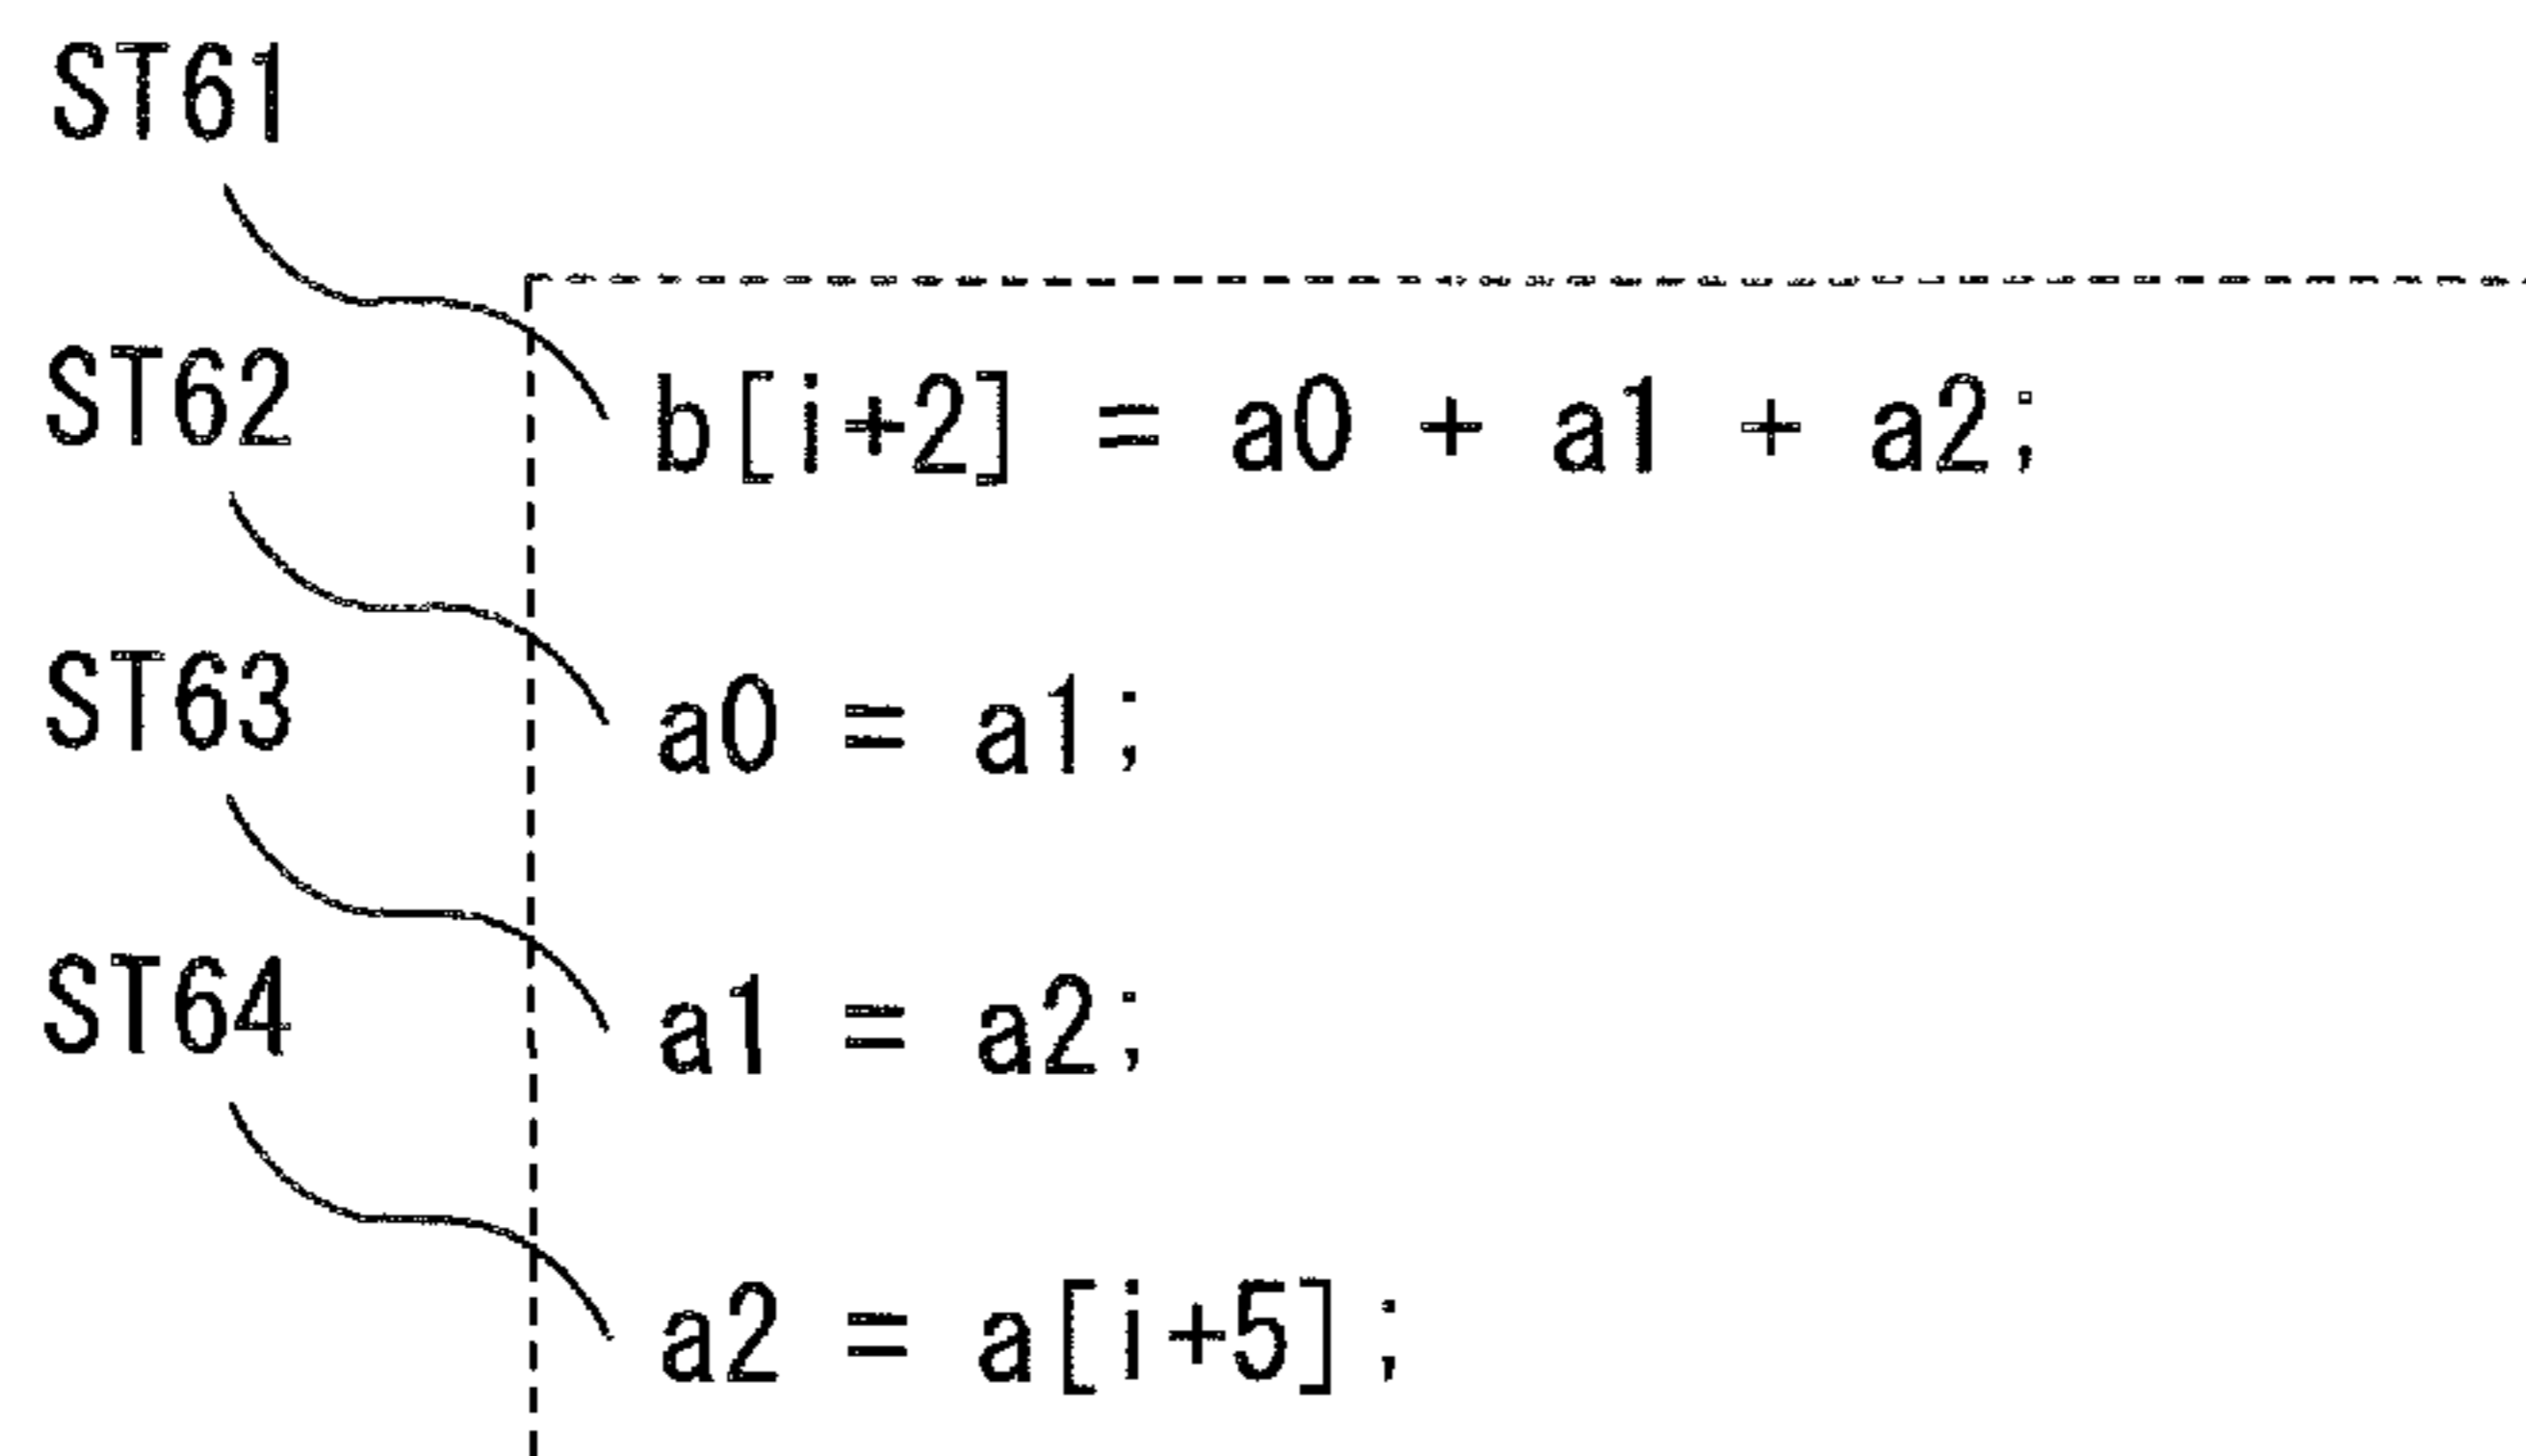 ST61
ST62
b[i+2] = a0 + a1 + a2;
ST63
a0 = a1;
ST64
a1 = a2;
a2 = a[i+5];